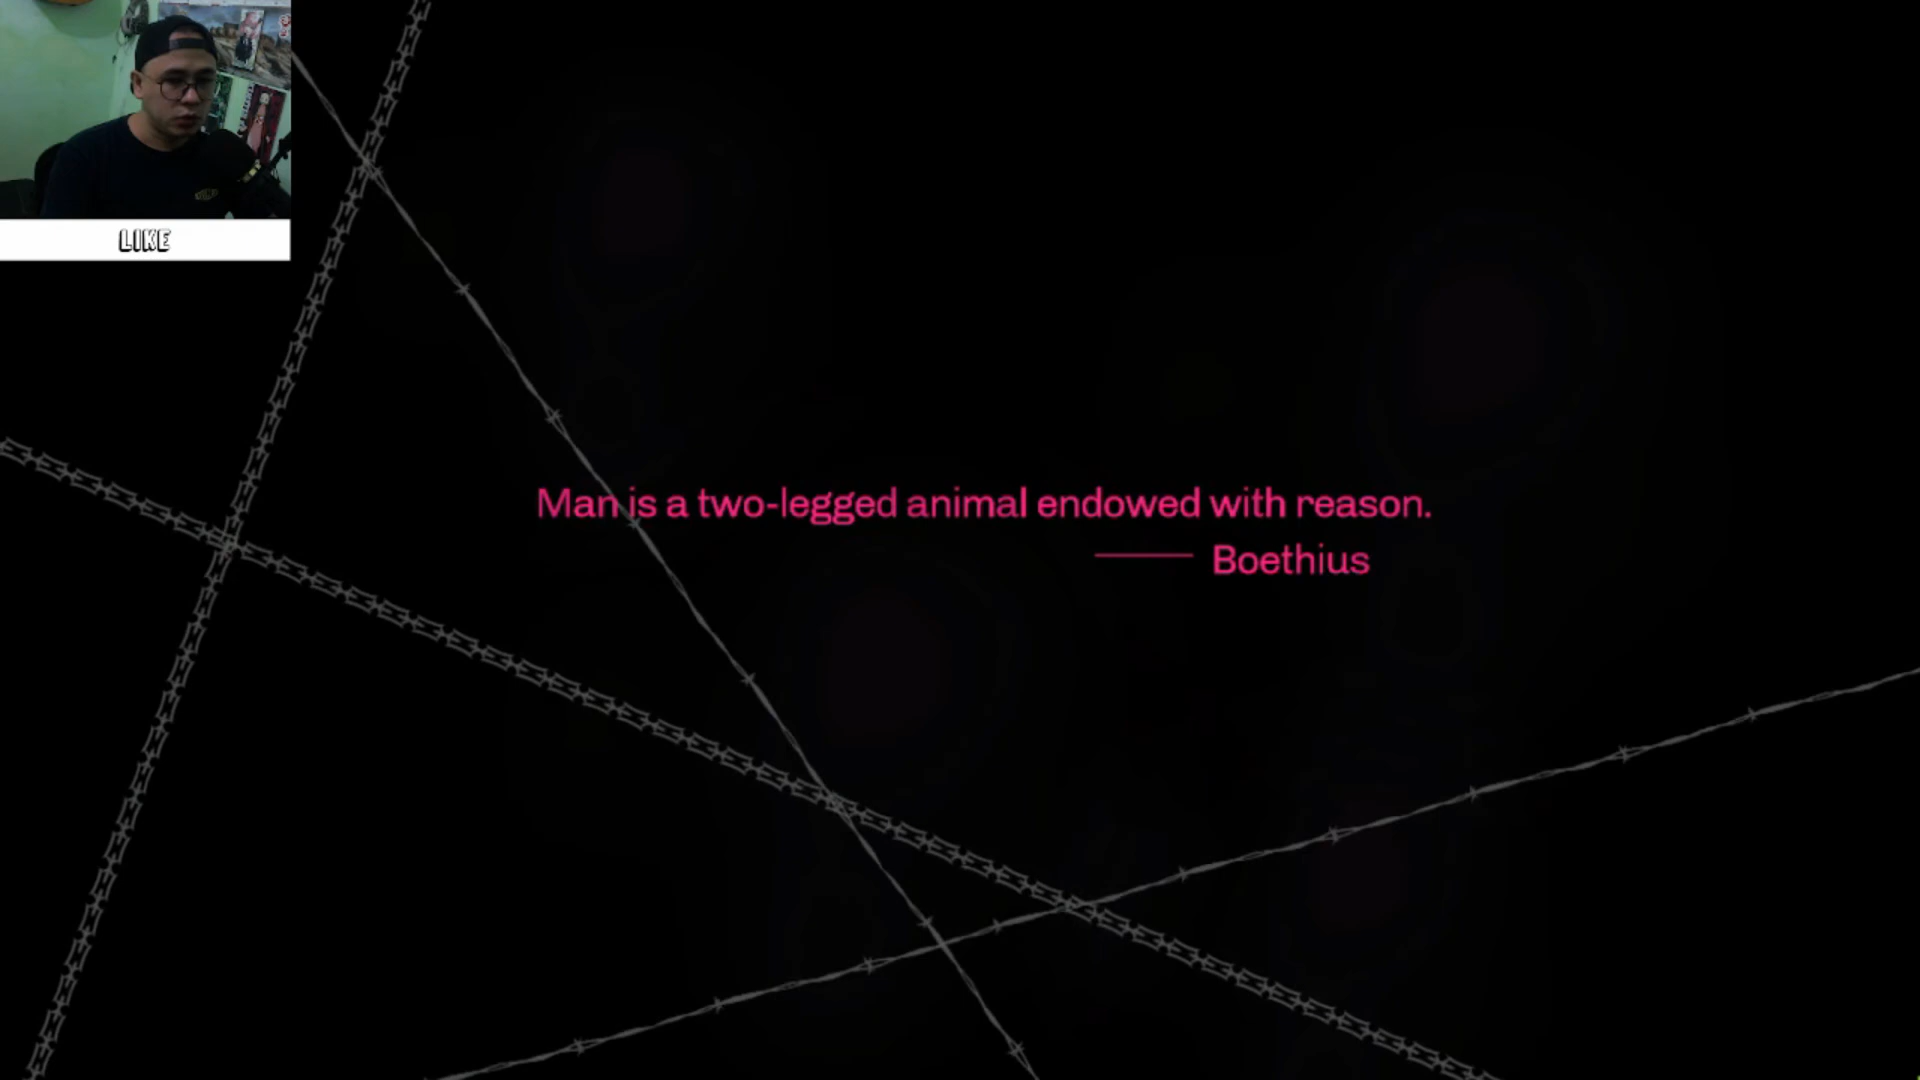 LIKE
Man is a two-legged animal endowed with reason.
Boethius